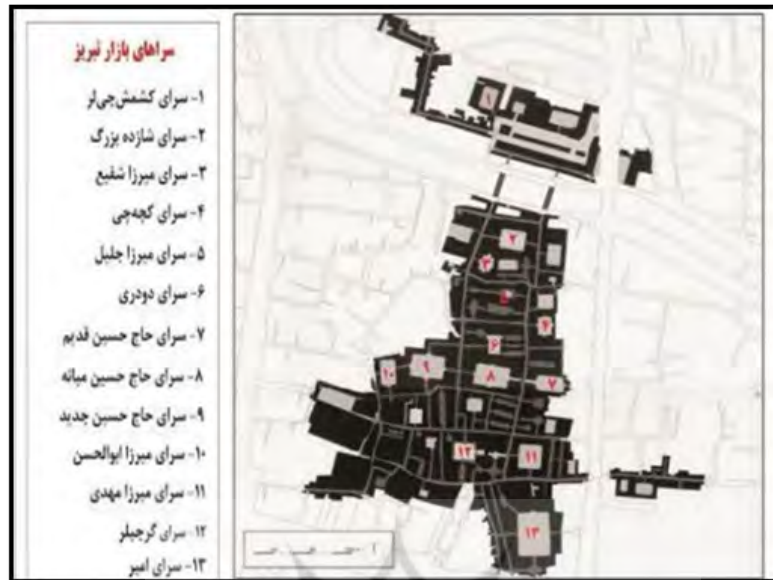 سراهای بازار تبریز
۱- سرای کشمش‌چی‌لر
۲- سرای شازده بزرگ
۳- سرای میرزا شفیع
۴- سرای کچه‌چی
۵- سرای میرزا جلیل
۶- سرای دودری
۷- سرای حاج حسین قدیم
۸- سرای حاج حسین میانه
۹- سرای حاج حسین جدید
۱۰- سرای میرزا ابوالحسن
۱۱- سرای میرزا مهدی
۱۲- سرای گرجیلر
۱۳- سرای امیر
۱
۲
۳
۵
۴
۶
۱۰
۹
۸
۷
۱۲
۱۱
۱۳